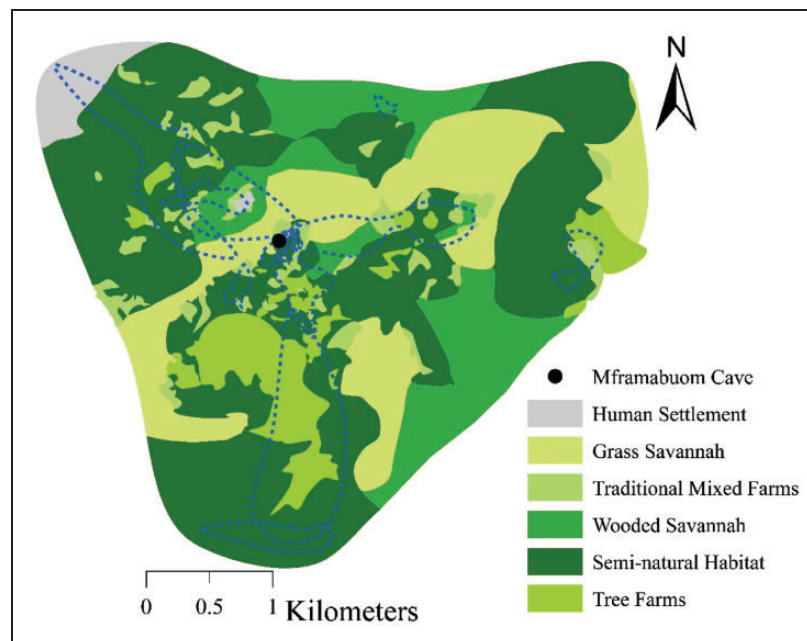 N
Mframabuom Cave
Human Settlement
Grass Savannah
Traditional Mixed Farms
Wooded Savannah
Semi-natural Habitat
Tree Farms
0 0.5 1 Kilometers